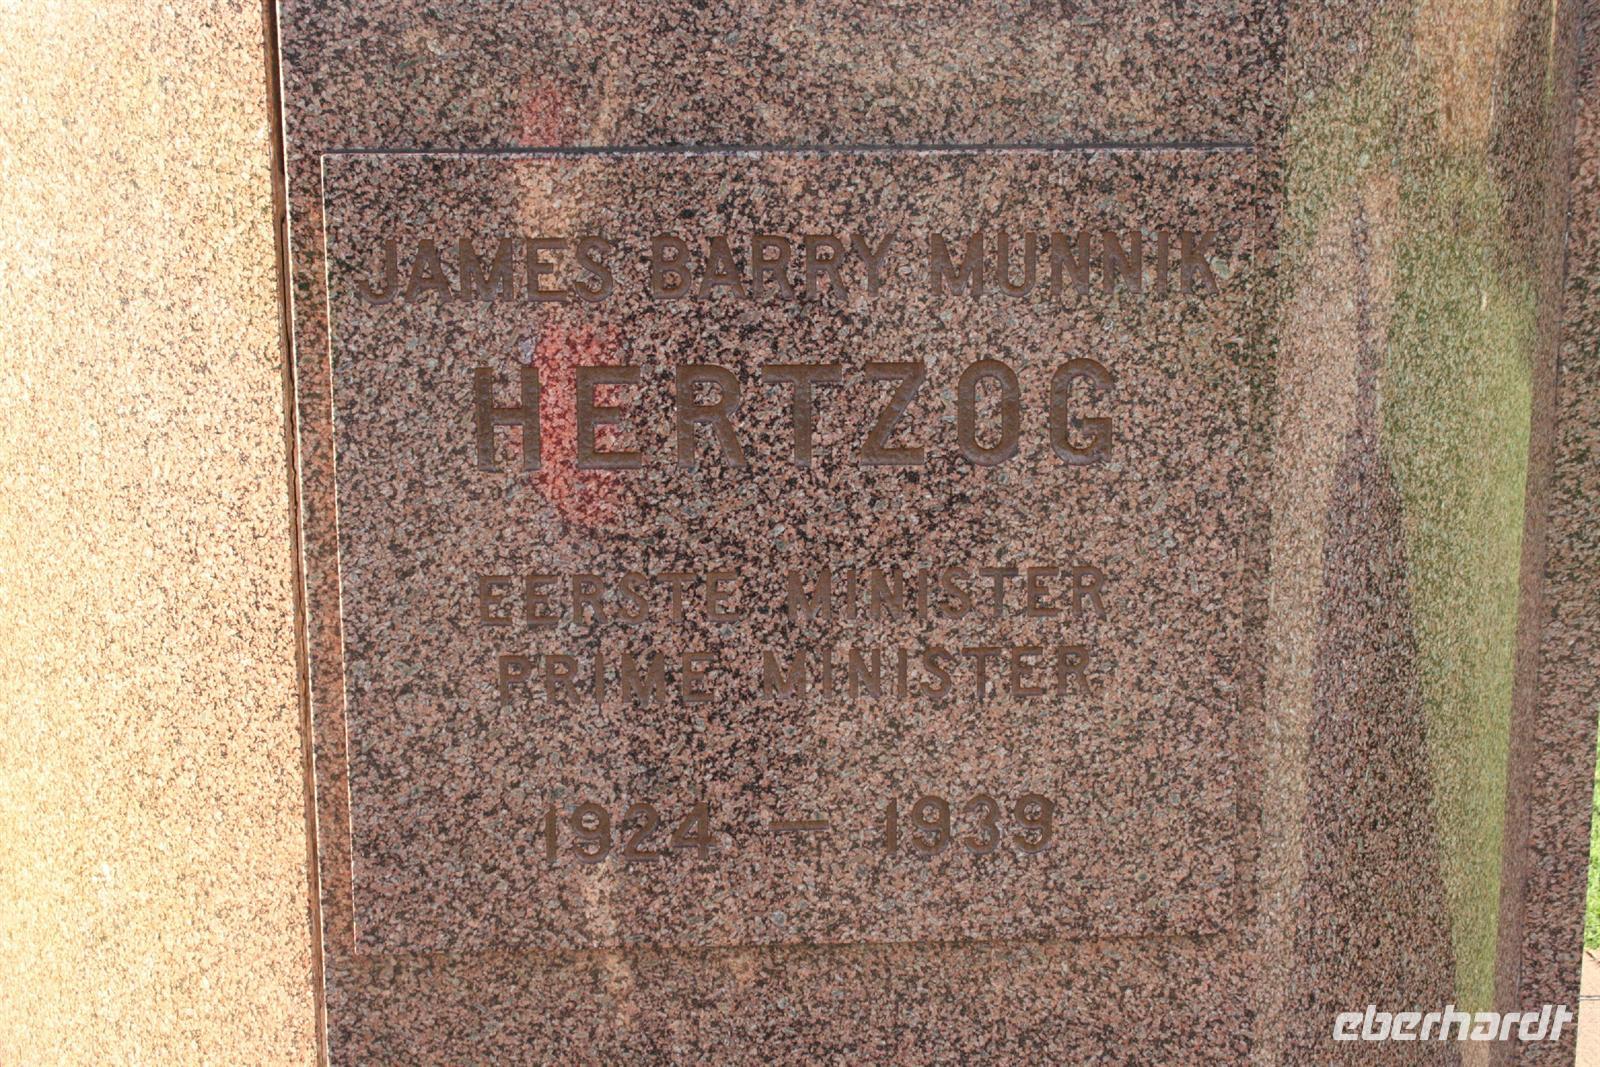 JAMES BARRY MUNNIK
HERTZOG
EERSTE MINISTER
PRIME MINISTER
1924 — 1939
eberhardt